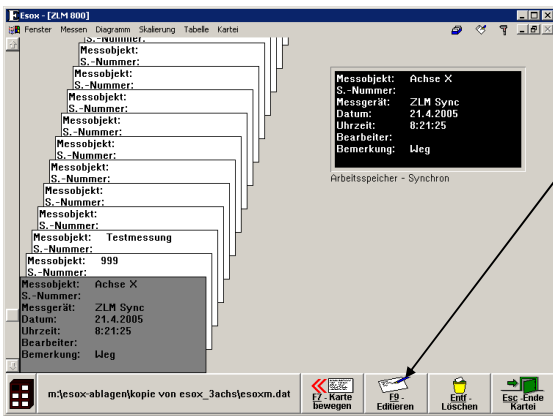 Esox - [ZLM 800]
Fenster Messen Diagramm Skalierung Tabelle Kartei
S.-Nummer:
Messobjekt:
S.-Nummer:
Messobjekt:
S.-Nummer:
Messobjekt:
S.-Nummer:
Messobjekt:
S.-Nummer:
Messobjekt:
S.-Nummer:
Messobjekt:
S.-Nummer:
Messobjekt:
S.-Nummer:
Messobjekt:
S.-Nummer:
Messobjekt: Testmessung
S.-Nummer:
Messobjekt: 999
S.-Nummer:
Messobjekt: Achse X
S.-Nummer:
Messgerät: ZLM Sync
Datum: 21.4.2005
Uhrzeit: 8:21:25
Bearbeiter:
Bemerkung: Weg
Messobjekt: Achse X
S.-Nummer:
Messgerät: ZLM Sync
Datum: 21.4.2005
Uhrzeit: 8:21:25
Bearbeiter:
Bemerkung: Weg
Arbeitsspeicher - Synchron
m:\esox-ablagen\kopie von esox_3achs\esoxm.dat
F7 - Karte
bewegen
F9 -
Editieren
Entf -
Löschen
Esc -Ende
Kartei